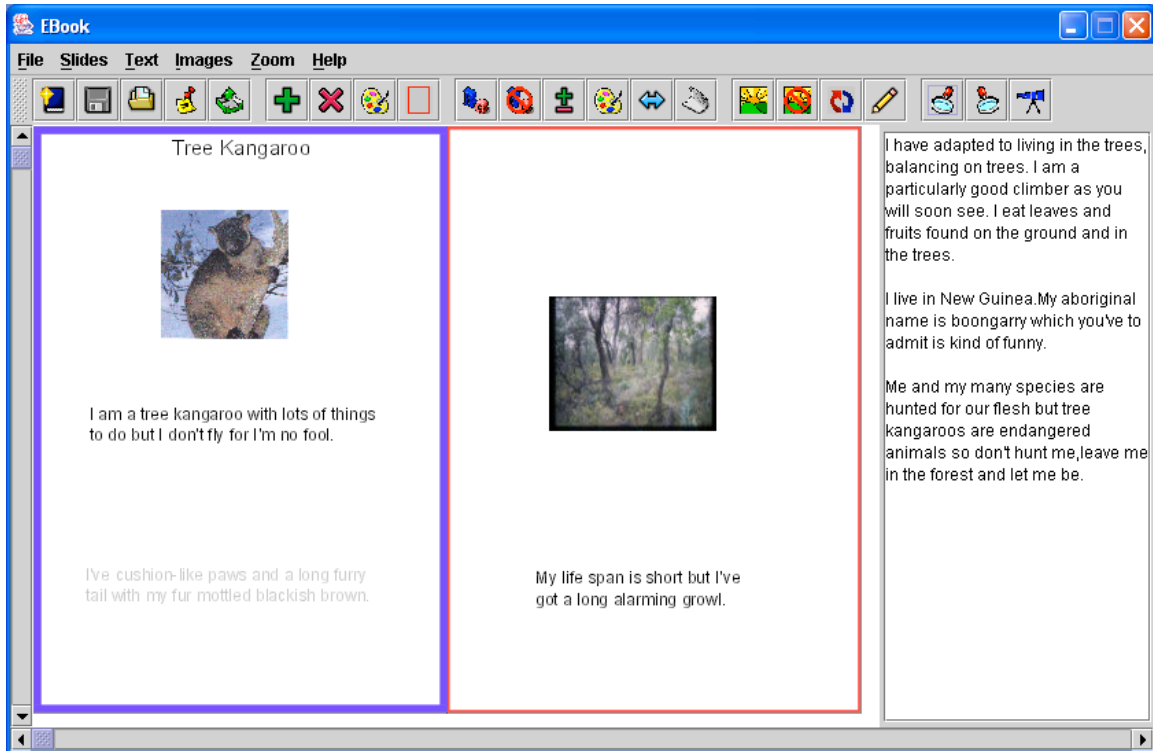 EBook
File Slides Text Images Zoom Help
Tree Kangaroo
I am a tree kangaroo with lots of things
to do but I don't fly for I'm no fool.
I've cushion-like paws and a long furry
tail with my fur mottled blackish brown.
My life span is short but I've
got a long alarming growl.
I have adapted to living in the trees,
balancing on trees. I am a
particularly good climber as you
will soon see. I eat leaves and
fruits found on the ground and in
the trees.
I live in New Guinea.My aboriginal
name is boongarry which you've to
admit is kind of funny.
Me and my many species are
hunted for our flesh but tree
kangaroos are endangered
animals so don't hunt me,leave me
in the forest and let me be.